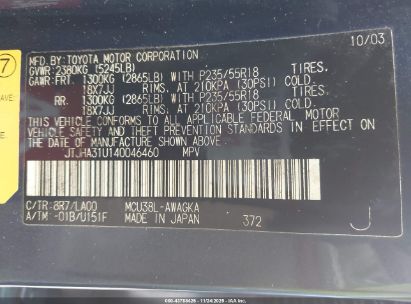 10/03
MFD. BY: TOYOTA MOTOR CORPORATION
GVWR: 2380KG (5245LB)
GAWR: FRT. 1300KG (2865LB) WITH P235/55R18 TIRES,
18X7JJ RIMS, AT 210KPA (30PSI) COLD.
RR. 1300KG (2865LB) WITH P235/55R18 TIRES,
18X7JJ RIMS, AT 210KPA (30PSI) COLD.
THIS VEHICLE CONFORMS TO ALL APPLICABLE FEDERAL MOTOR
VEHICLE SAFETY AND THEFT PREVENTION STANDARDS IN EFFECT ON
THE DATE OF MANUFACTURE SHOWN ABOVE.
JTJHA31U140046460 MPV
C/TR: 8R7/LA00 MCU38L-AWAGKA
A/TM: -01B/U151F MADE IN JAPAN 372 J
7
AVE